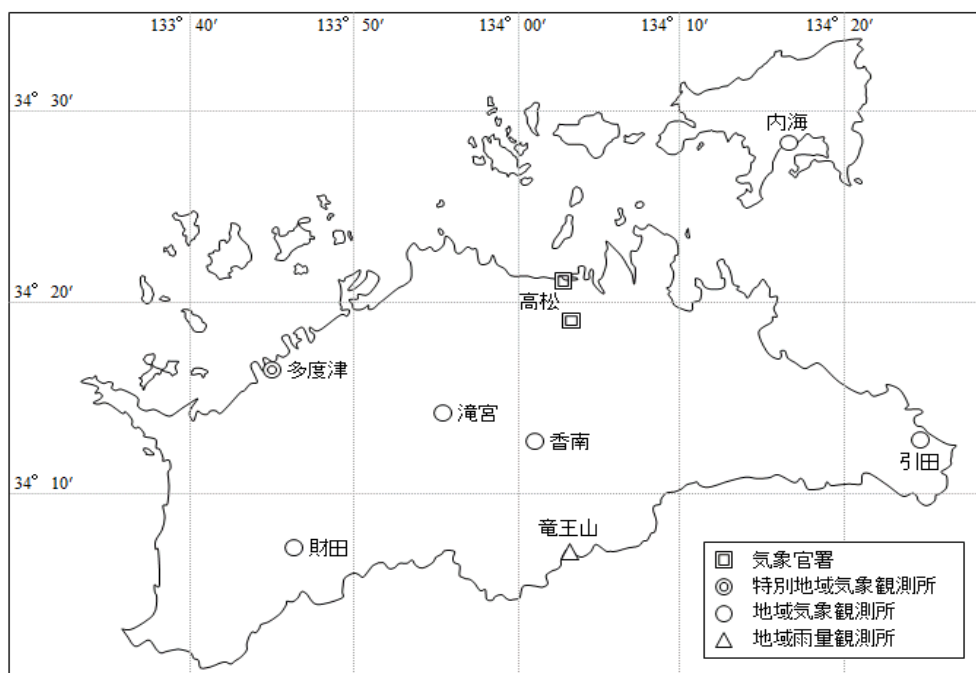 133° 40′
133° 50′
134° 00′
134° 10′
134° 20′
34° 30′
内海
34° 20′
高松
多度津
滝宮
香南
引田
34° 10′
竜王山
財田
気象官署
特別地域気象観測所
地域気象観測所
地域雨量観測所